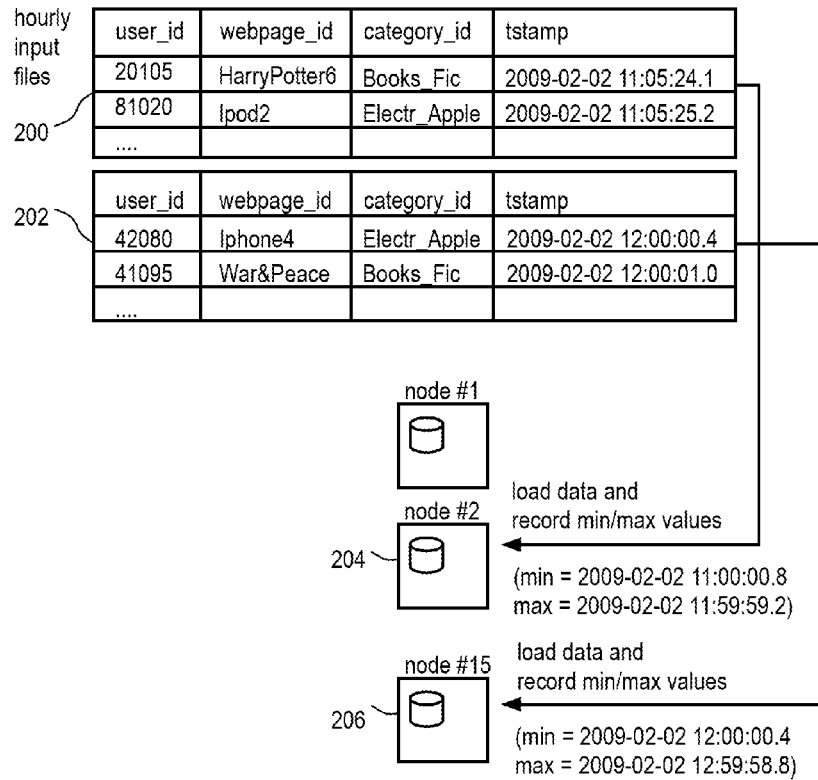 hourly
input
files
200
user_id webpage_id category_id tstamp
20105 HarryPotter6 Books_Fic 2009-02-02 11:05:24.1
81020 Ipod2 Electr_Apple 2009-02-02 11:05:25.2
....
202
user_id webpage_id category_id tstamp
42080 Iphone4 Electr_Apple 2009-02-02 12:00:00.4
41095 War&Peace Books_Fic 2009-02-02 12:00:01.0
....
node #1
node #2
204
load data and
record min/max values
(min = 2009-02-02 11:00:00.8
max = 2009-02-02 11:59:59.2)
node #15
206
load data and
record min/max values
(min = 2009-02-02 12:00:00.4
max = 2009-02-02 12:59:58.8)